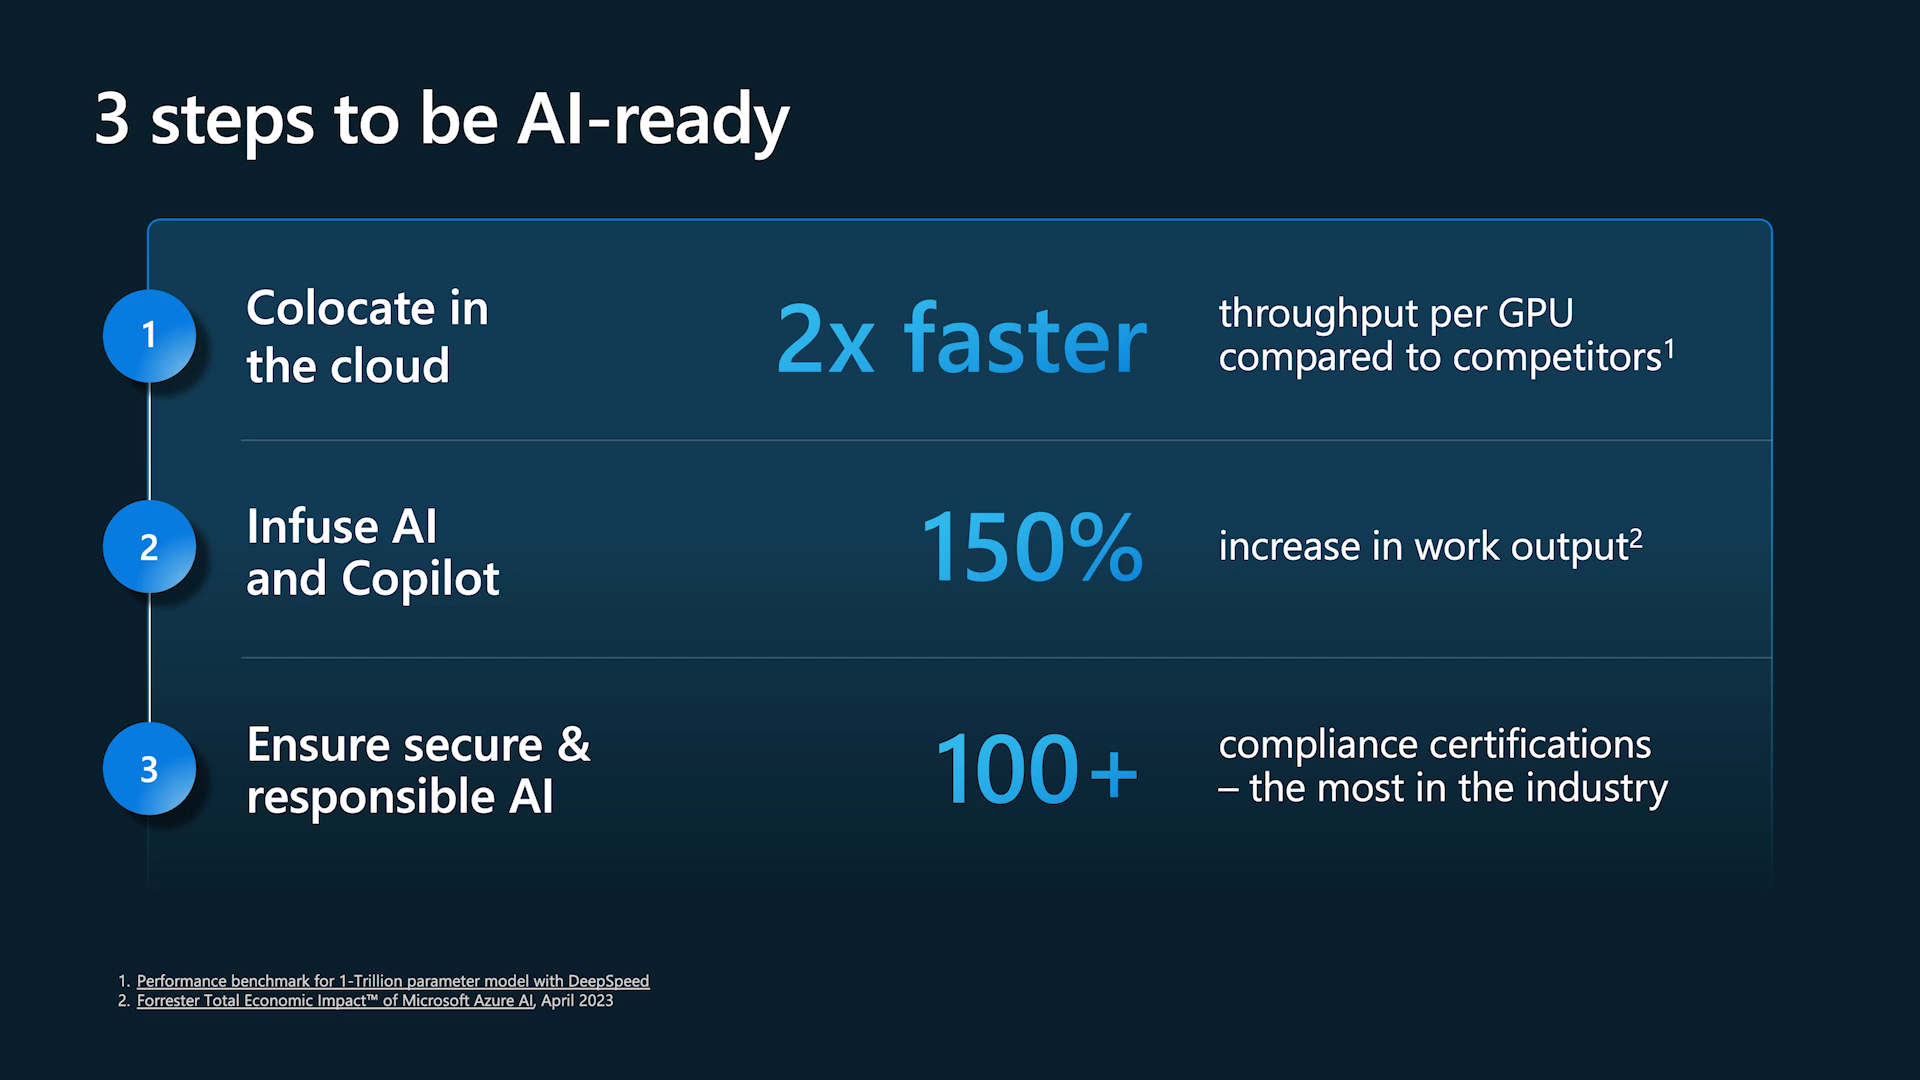 3 steps to be AI-ready
1
Colocate in
the cloud
2x faster
throughput per GPU
compared to competitors¹
2
Infuse AI
and Copilot
150%
increase in work output²
3
Ensure secure &
responsible AI
100+
compliance certifications
– the most in the industry
1. Performance benchmark for 1-Trillion parameter model with DeepSpeed
2. Forrester Total Economic Impact™ of Microsoft Azure AI, April 2023